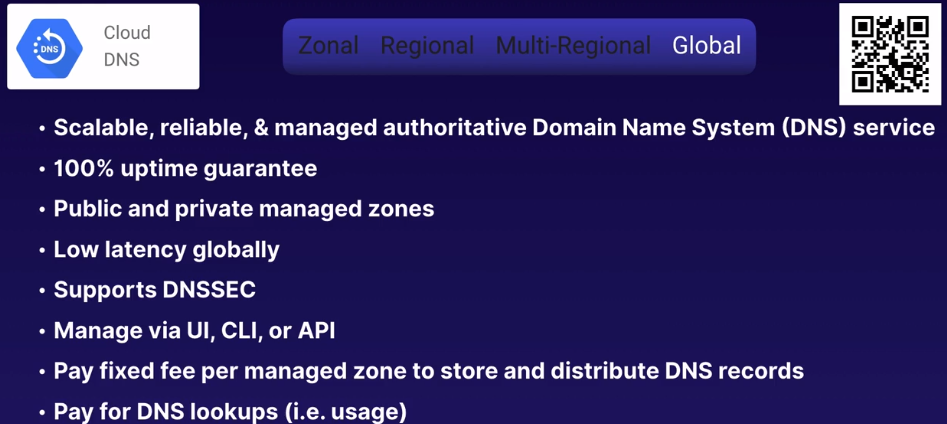 DNS
Cloud
DNS
Zonal Regional Multi-Regional Global
• Scalable, reliable, & managed authoritative Domain Name System (DNS) service
• 100% uptime guarantee
• Public and private managed zones
• Low latency globally
• Supports DNSSEC
• Manage via UI, CLI, or API
• Pay fixed fee per managed zone to store and distribute DNS records
• Pay for DNS lookups (i.e. usage)